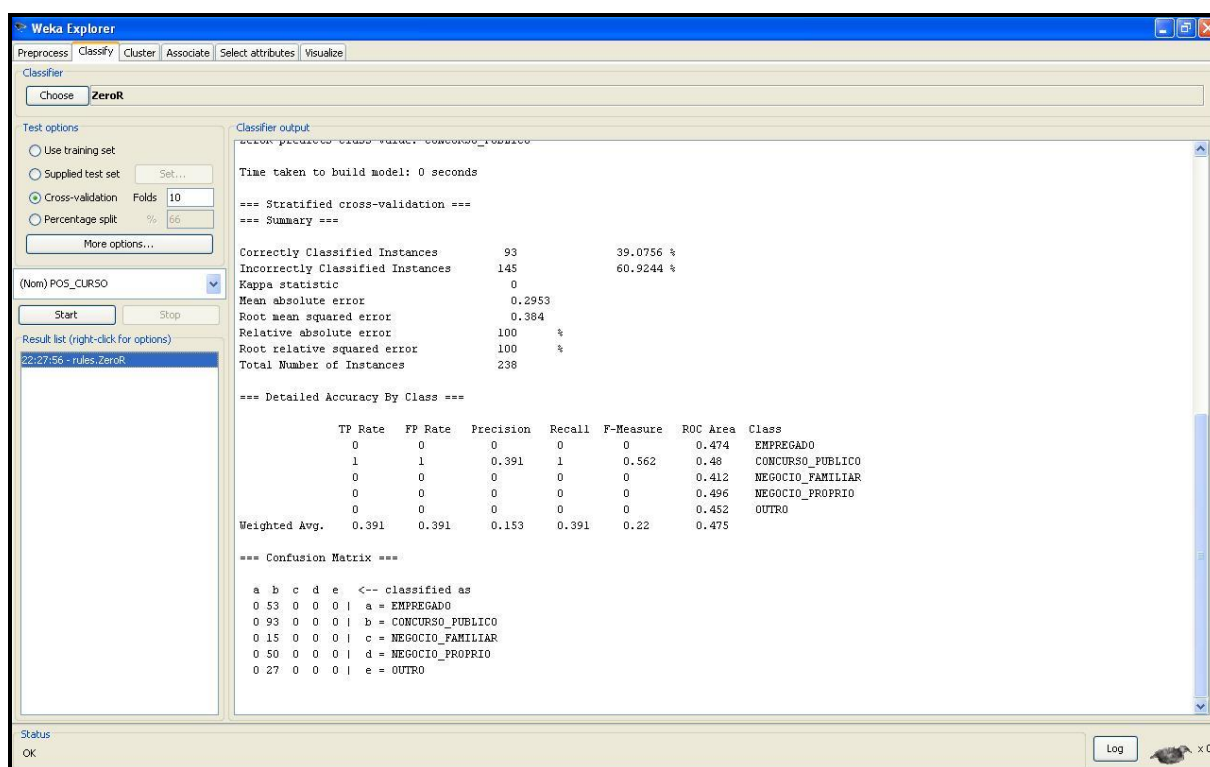 Weka Explorer
Preprocess Classify Cluster Associate Select attributes Visualize
Classifier
Choose ZeroR
Test options
Use training set
Supplied test set Set...
Cross-validation Folds 10
Percentage split % 66
More options...
(Nom) POS_CURSO
Start Stop
Result list (right-click for options)
22:27:56 - rules.ZeroR
Classifier output
ZeroR predicts class value: CONCURSO_PUBLICO
Time taken to build model: 0 seconds
=== Stratified cross-validation ===
=== Summary ===
Correctly Classified Instances 93 39.0756 %
Incorrectly Classified Instances 145 60.9244 %
Kappa statistic 0
Mean absolute error 0.2953
Root mean squared error 0.384
Relative absolute error 100 %
Root relative squared error 100 %
Total Number of Instances 238
=== Detailed Accuracy By Class ===
TP Rate FP Rate Precision Recall F-Measure ROC Area Class
0 0 0 0 0 0.474 EMPREGADO
1 1 0.391 1 0.562 0.48 CONCURSO_PUBLICO
0 0 0 0 0 0.412 NEGOCIO_FAMILIAR
0 0 0 0 0 0.496 NEGOCIO_PROPRIO
0 0 0 0 0 0.452 OUTRO
Weighted Avg. 0.391 0.391 0.153 0.391 0.22 0.475
=== Confusion Matrix ===
a b c d e <-- classified as
0 53 0 0 0 | a = EMPREGADO
0 93 0 0 0 | b = CONCURSO_PUBLICO
0 15 0 0 0 | c = NEGOCIO_FAMILIAR
0 50 0 0 0 | d = NEGOCIO_PROPRIO
0 27 0 0 0 | e = OUTRO
Status
OK
Log x 0